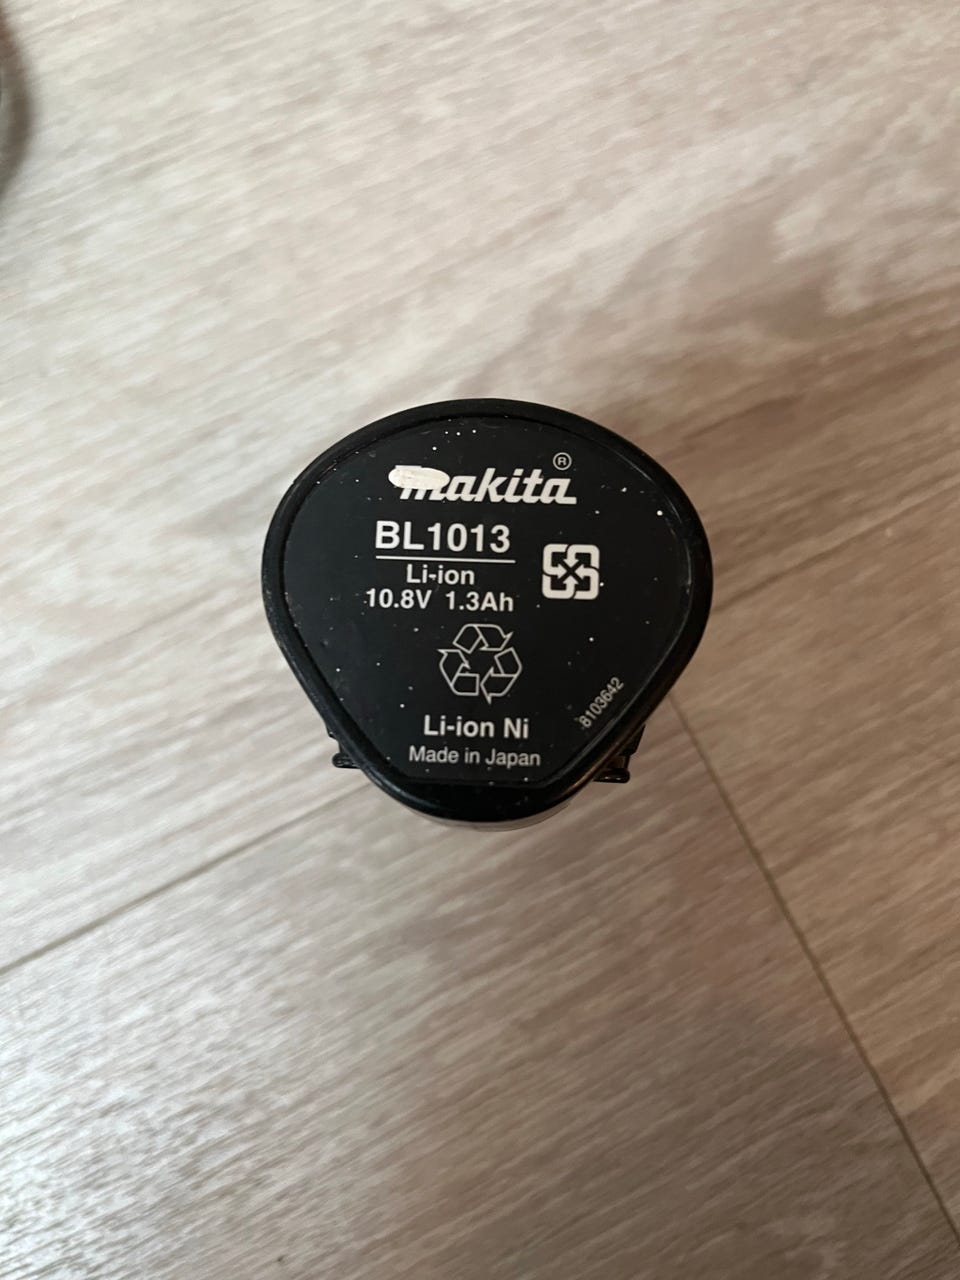 makita®
BL1013
Li-ion
10.8V 1.3Ah
Li-ion Ni
Made in Japan
8103642